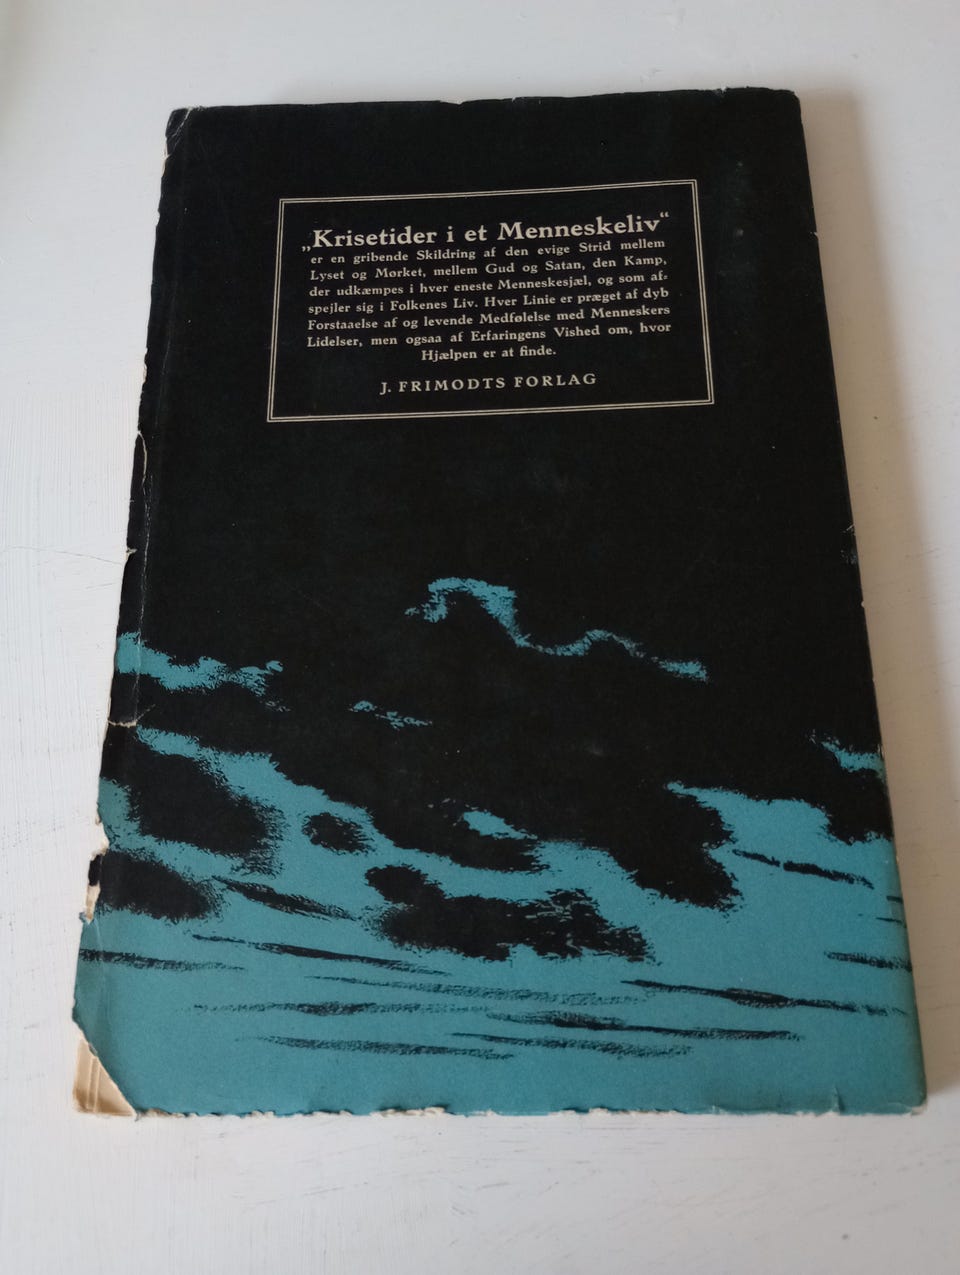 „Krisetider i et Menneskeliv“
er en gribende Skildring af den evige Strid mellem
Lyset og Mørket, mellem Gud og Satan, den Kamp,
der udkæmpes i hver eneste Menneskesjæl, og som af-
spejler sig i Folkenes Liv. Hver Linie er præget af dyb
Forstaaelse af og levende Medfølelse med Menneskers
Lidelser, men ogsaa af Erfaringens Vished om, hvor
Hjælpen er at finde.
J. FRIMODTS FORLAG